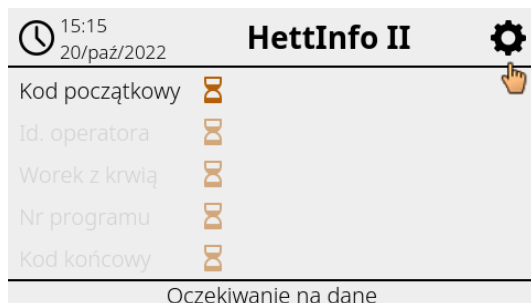 15:15
20/paź/2022
HettInfo II
Kod początkowy
Id. operatora
Worek z krwią
Nr programu
Kod końcowy
Oczekiwanie na dane